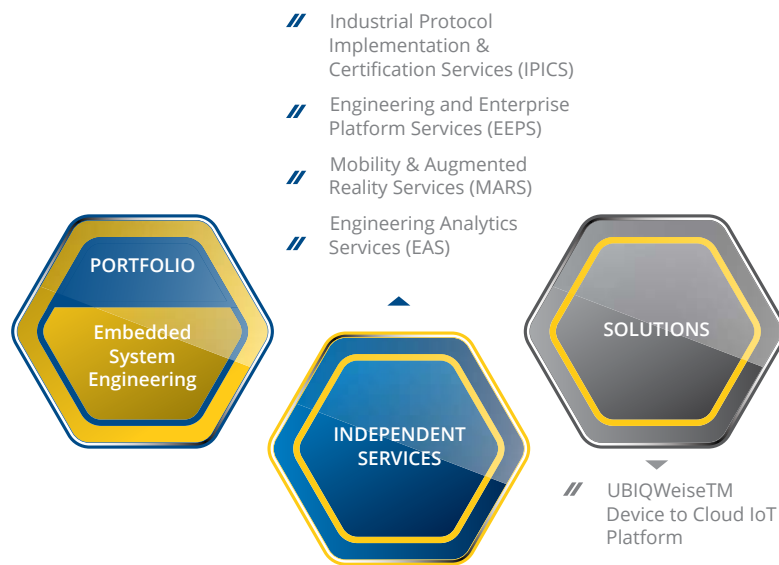 Industrial Protocol
Implementation &
Certification Services (IPICS)
Engineering and Enterprise
Platform Services (EEPS)
Mobility & Augmented
Reality Services (MARS)
Engineering Analytics
Services (EAS)
PORTFOLIO
Embedded
System
Engineering
INDEPENDENT
SERVICES
SOLUTIONS
UBIQWeiseTM
Device to Cloud IoT
Platform